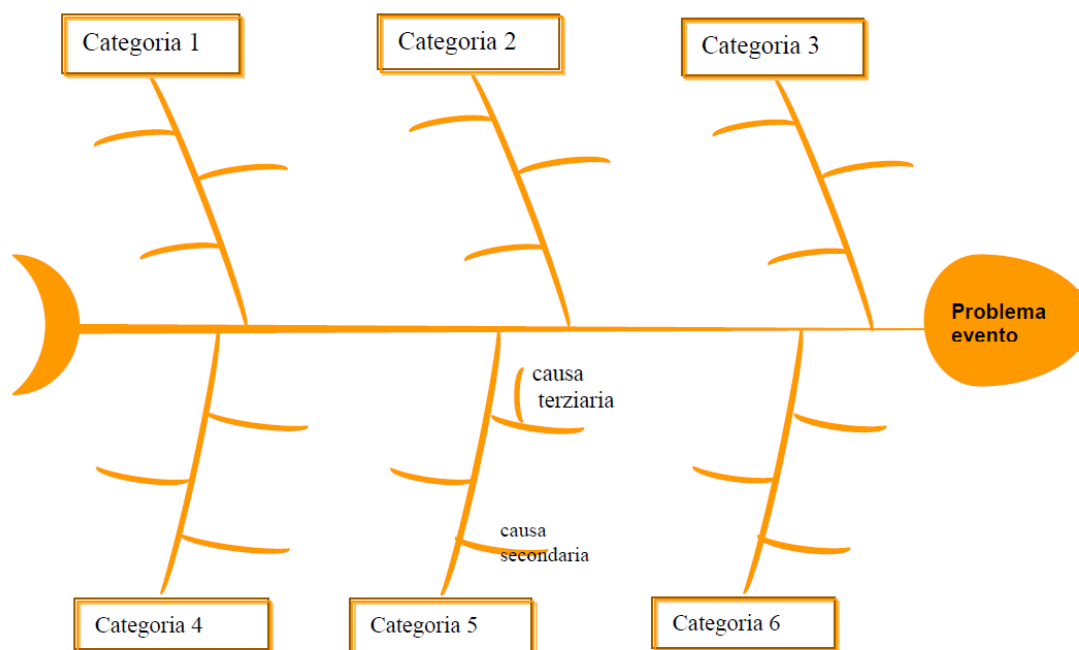 Categoria 1
Categoria 2
Categoria 3
Problema
evento
causa
terziaria
causa
secondaria
Categoria 4
Categoria 5
Categoria 6